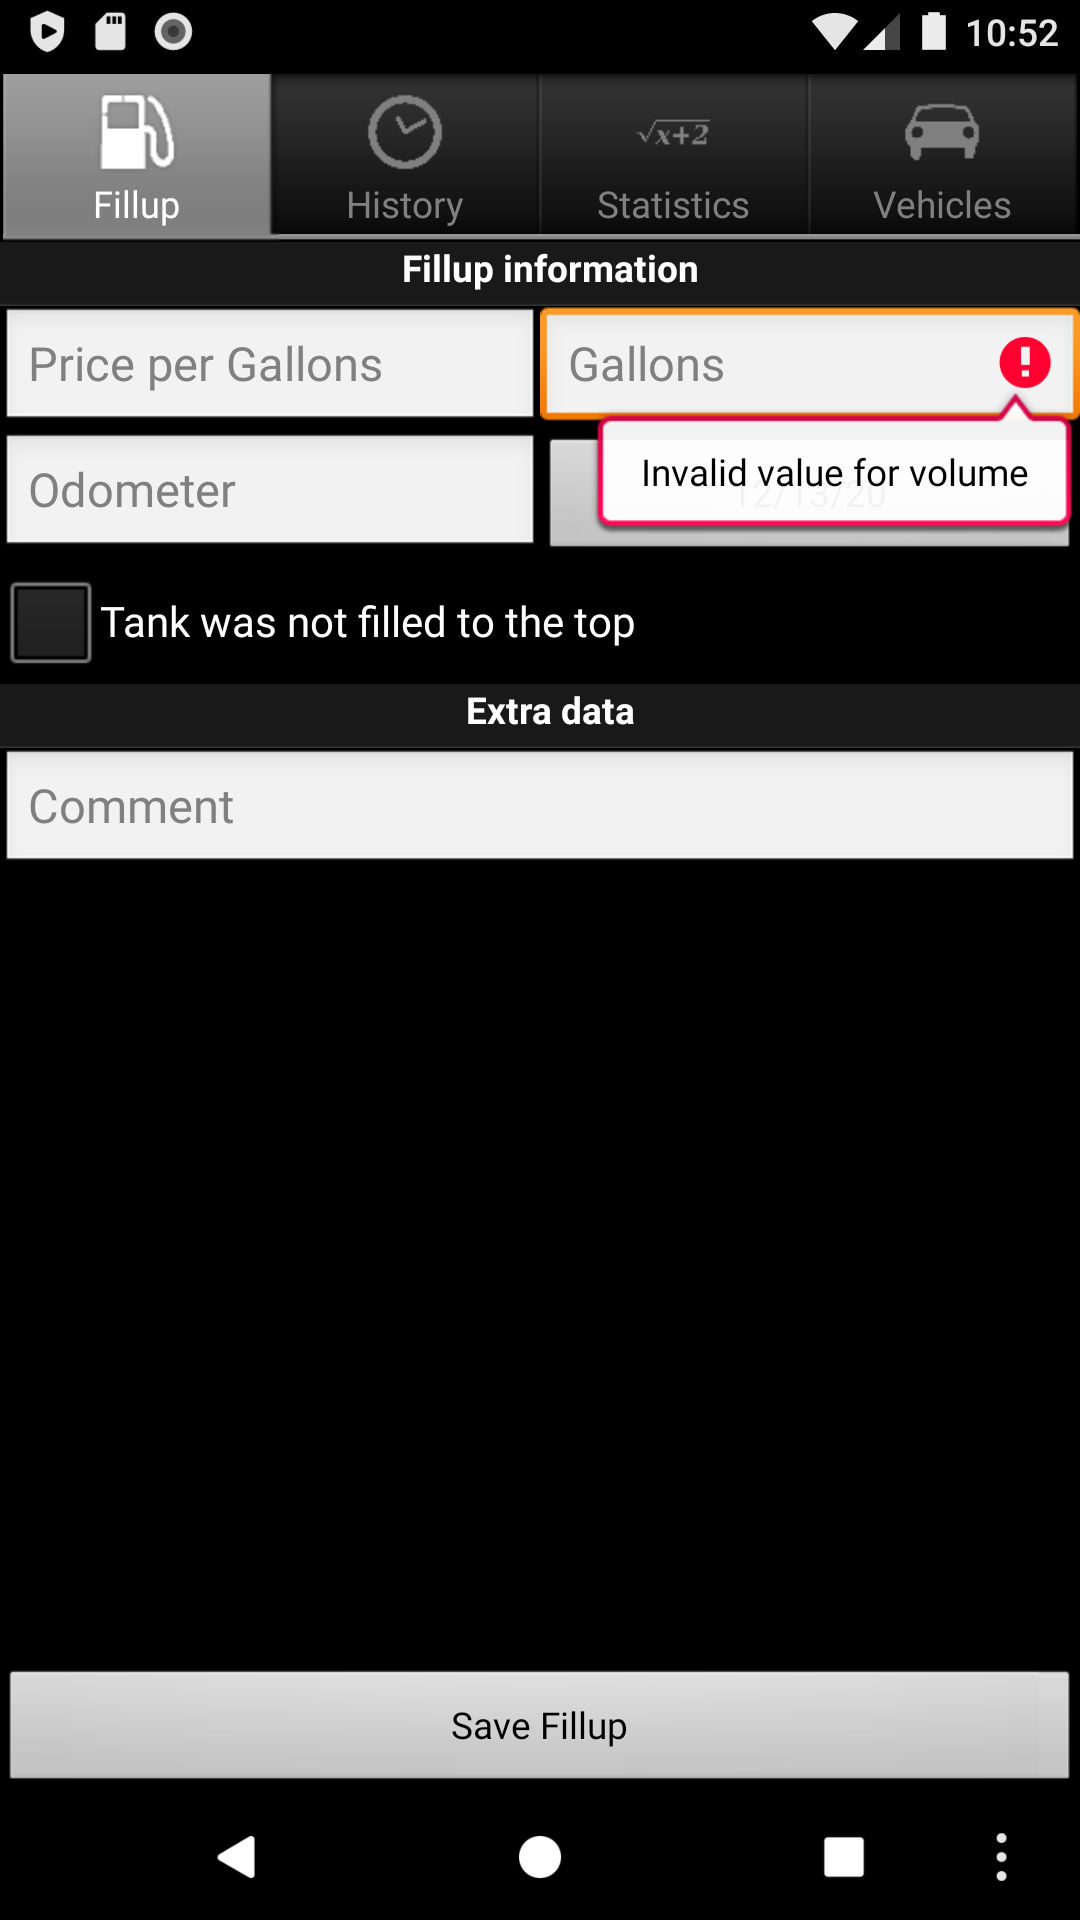 10:52
Fillup
History
√x+2
Statistics
Vehicles
Fillup information
Price per Gallons
Gallons
Invalid value for volume
Odometer
12/13/20
Tank was not filled to the top
Extra data
Comment
Save Fillup